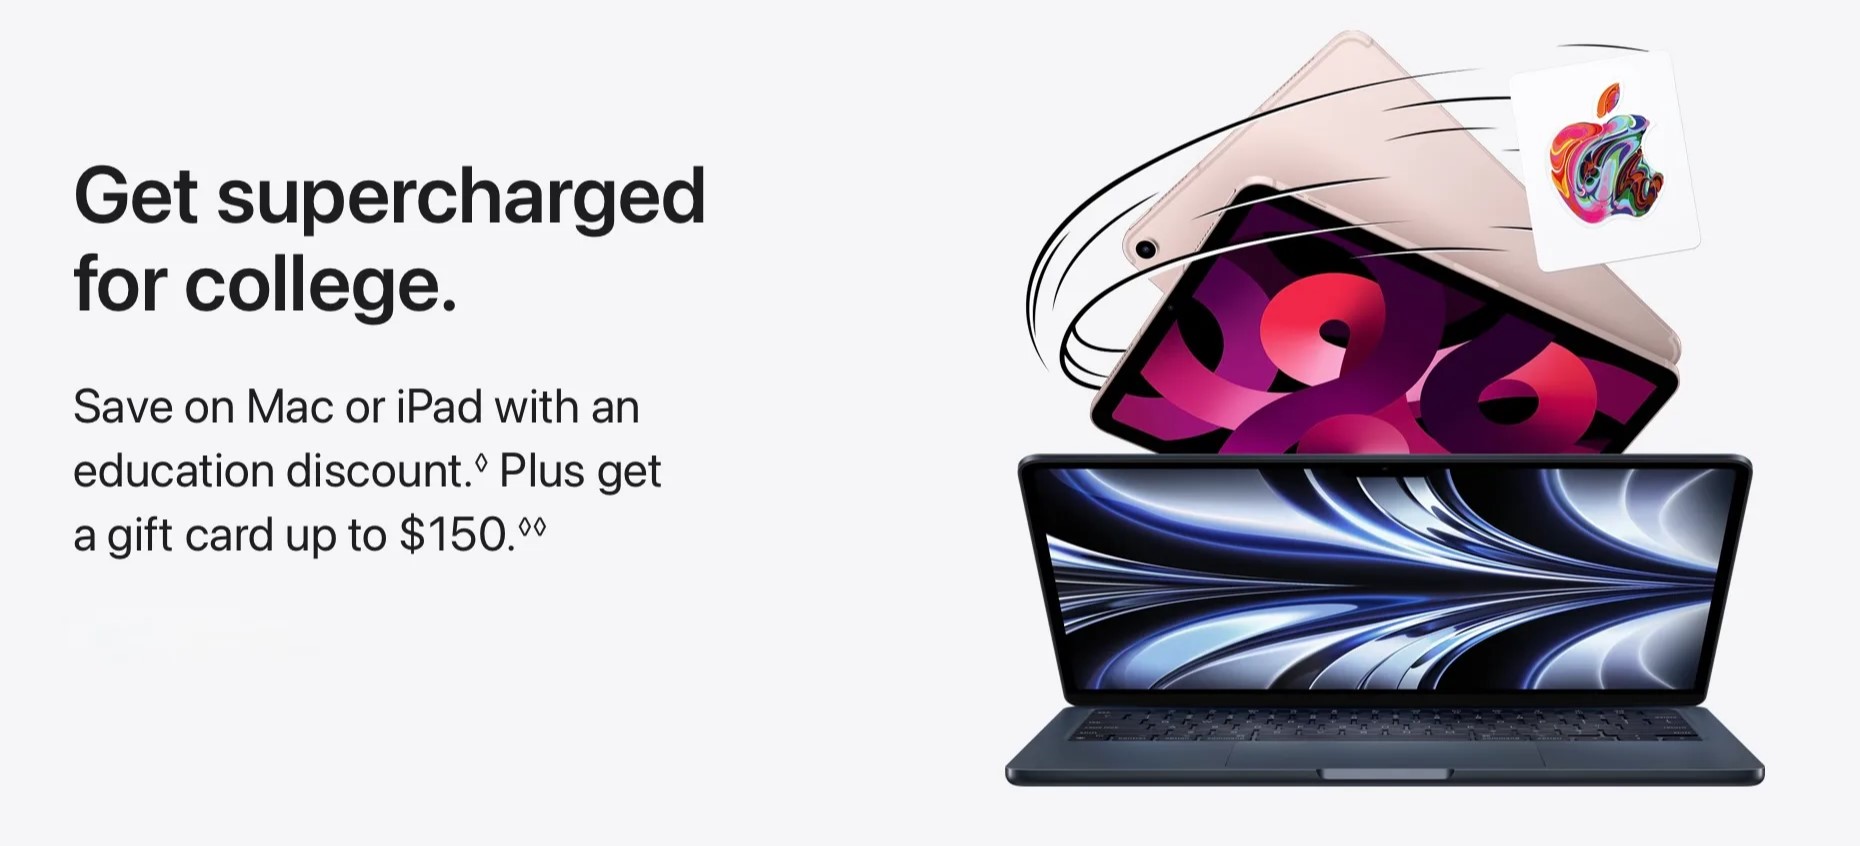 Get supercharged
for college.
Save on Mac or iPad with an
education discount.◊ Plus get
a gift card up to $150.◊◊